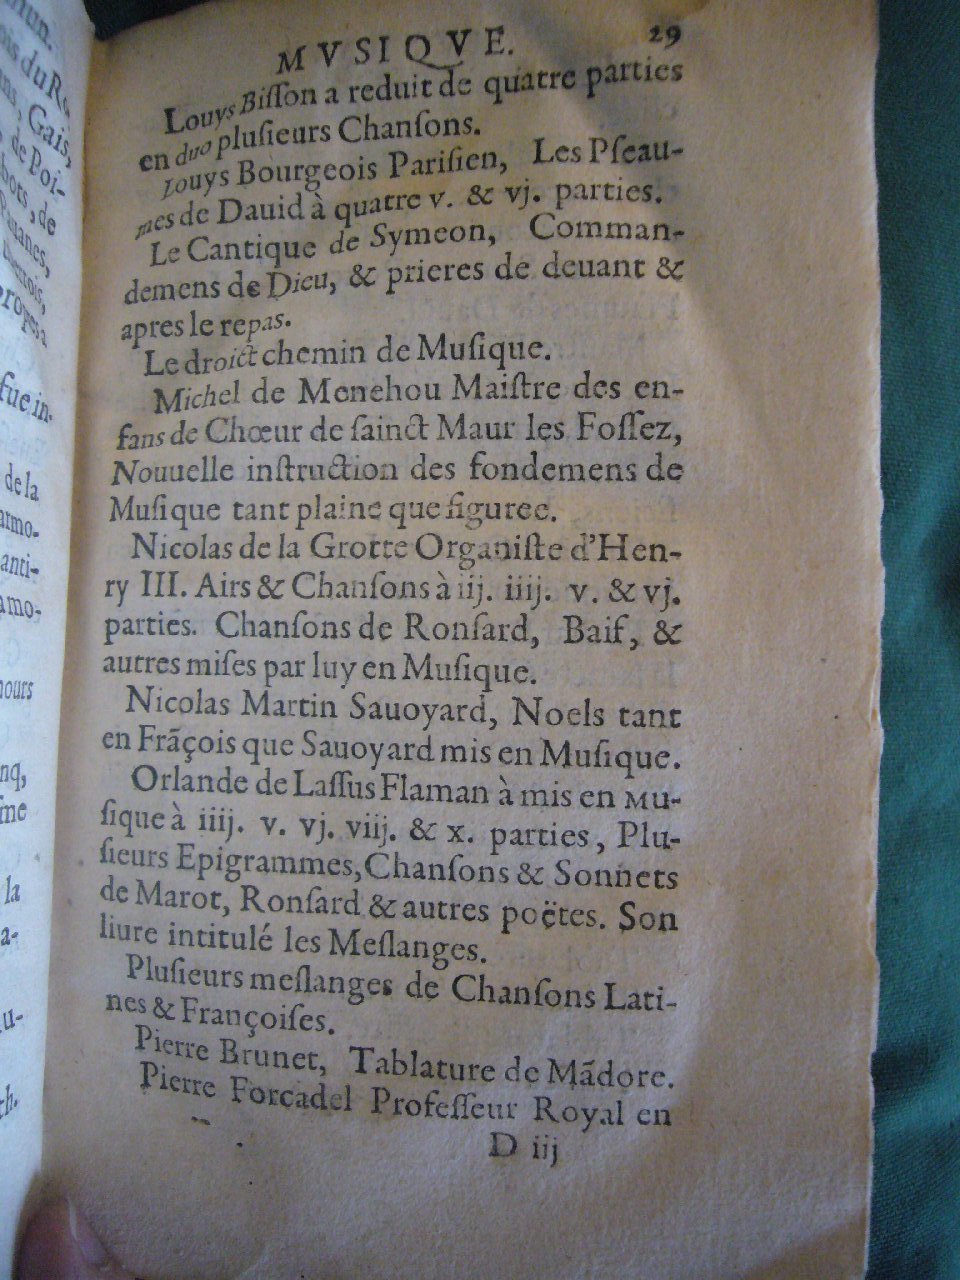 MVSIQVE. 29
Louys Biſſon a reduit de quatre parties
en duo pluſieurs Chanſons.
Louys Bourgeois Pariſien, Les Pſeau-
mes de Dauid à quatre v. & vj. parties.
Le Cantique de Symeon, Comman-
demens de Dieu, & prieres de deuant &
apres le repas.
Le droict chemin de Muſique.
Michel de Menehou Maiſtre des en-
fans de Chœur de ſainct Maur les Foſſez,
Nouuelle inſtruction des fondemens de
Muſique tant plaine que figuree.
Nicolas de la Grotte Organiſte d'Hen-
ry III. Airs & Chanſons à iij. iiij. v. & vj.
parties. Chanſons de Ronſard, Baif, &
autres miſes par luy en Muſique.
Nicolas Martin Sauoyard, Noels tant
en Frãçois que Sauoyard mis en Muſique.
Orlande de Laſſus Flaman à mis en Mu-
ſique à iiij. v. vj. viij. & x. parties, Plu-
ſieurs Epigrammes, Chanſons & Sonnets
de Marot, Ronſard & autres poëtes. Son
liure intitulé les Meſlanges.
Pluſieurs meſlanges de Chanſons Lati-
nes & Françoiſes.
Pierre Brunet, Tablature de Mãdore.
Pierre Forcadel Profeſſeur Royal en
D iij